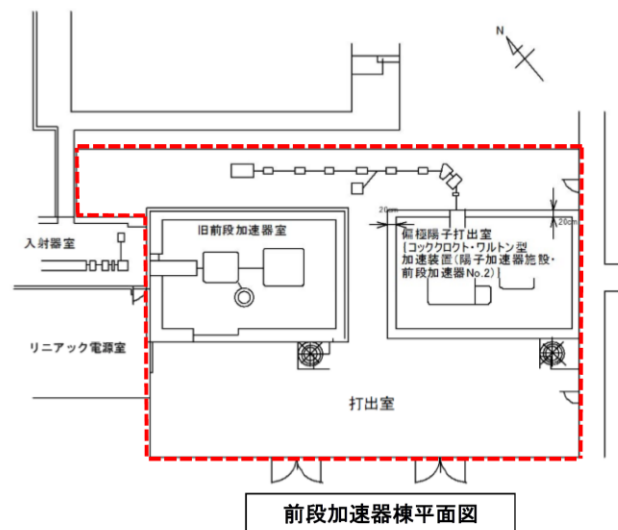 N
20cm
20cm
偏極陽子打出室
(コッククロクト・ワルトン型
加速装置(陽子加速器施設・
前段加速器No.2))
旧前段加速器室
入射器室
リニアック電源室
打出室
前段加速器棟平面図